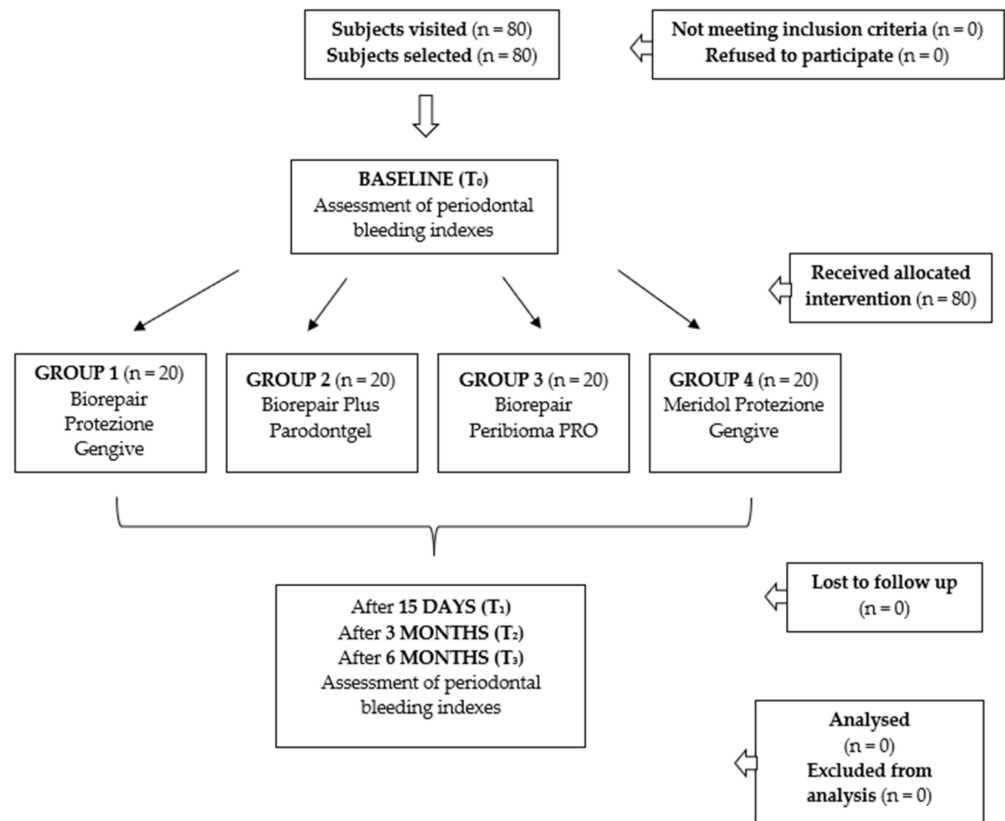 Subjects visited (n = 80)
Subjects selected (n = 80)
Not meeting inclusion criteria (n = 0)
Refused to participate (n = 0)
BASELINE (T₀)
Assessment of periodontal
bleeding indexes
Received allocated
intervention (n = 80)
GROUP 1 (n = 20)
Biorepair
Protezione
Gengive
GROUP 2 (n = 20)
Biorepair Plus
Parodontgel
GROUP 3 (n = 20)
Biorepair
Peribioma PRO
GROUP 4 (n = 20)
Meridol Protezione
Gengive
After 15 DAYS (T₁)
After 3 MONTHS (T₂)
After 6 MONTHS (T₃)
Assessment of periodontal
bleeding indexes
Lost to follow up
(n = 0)
Analysed
(n = 0)
Excluded from
analysis (n = 0)